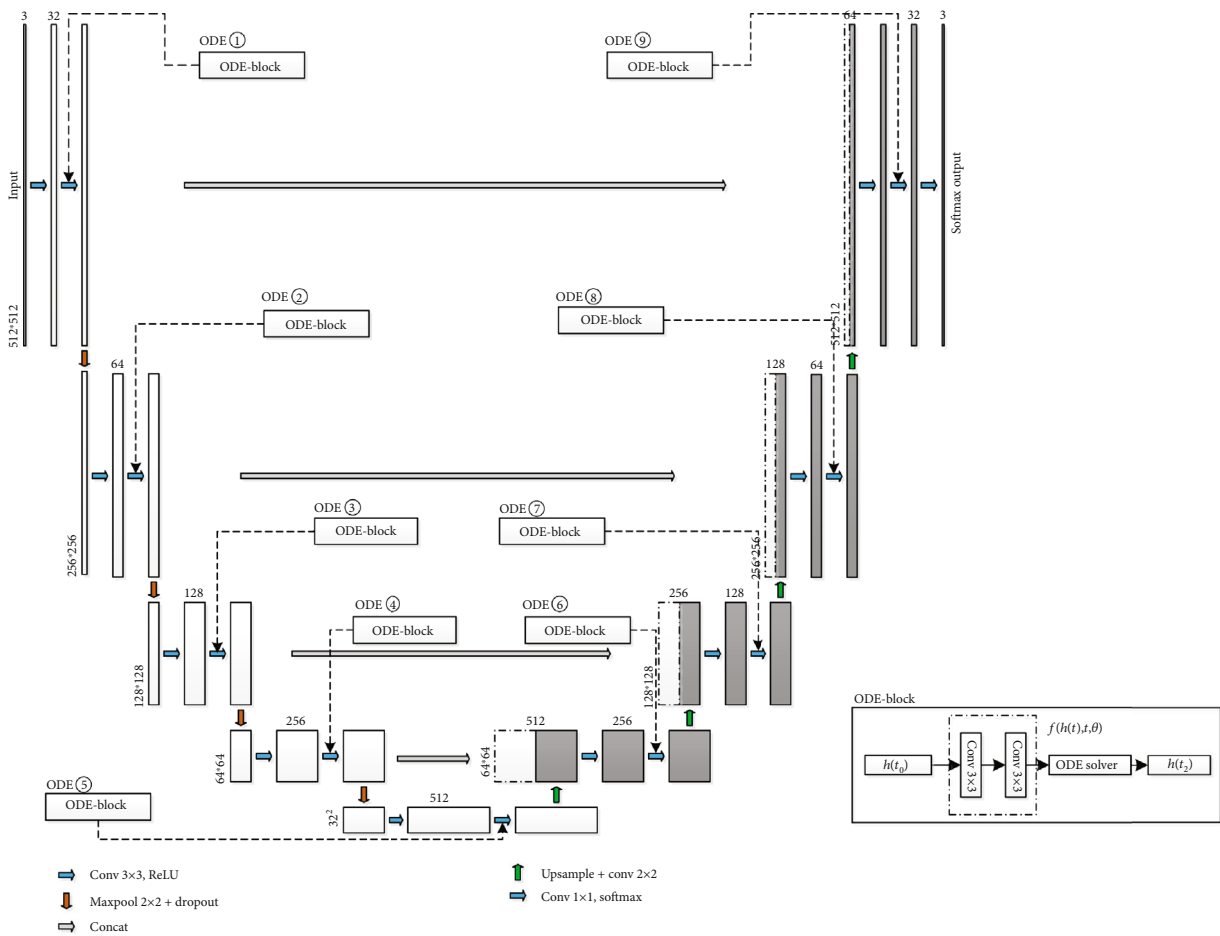 3
32
ODE ①
ODE-block
ODE ⑨
ODE-block
64
32
3
Input
512*512
Softmax output
512*512
ODE ②
ODE-block
ODE ⑧
ODE-block
64
256*256
128
64
256*256
ODE ③
ODE-block
ODE ⑦
ODE-block
128
128*128
ODE ④
ODE-block
ODE ⑥
ODE-block
256
128
128*128
256
64*64
512
256
64*64
ODE ⑤
ODE-block
512
32²
ODE-block
f(h(t),t,θ)
h(t₀)
Conv 3×3
Conv 3×3
ODE solver
h(t₂)
Conv 3×3, ReLU
Maxpool 2×2 + dropout
Concat
Upsample + conv 2×2
Conv 1×1, softmax